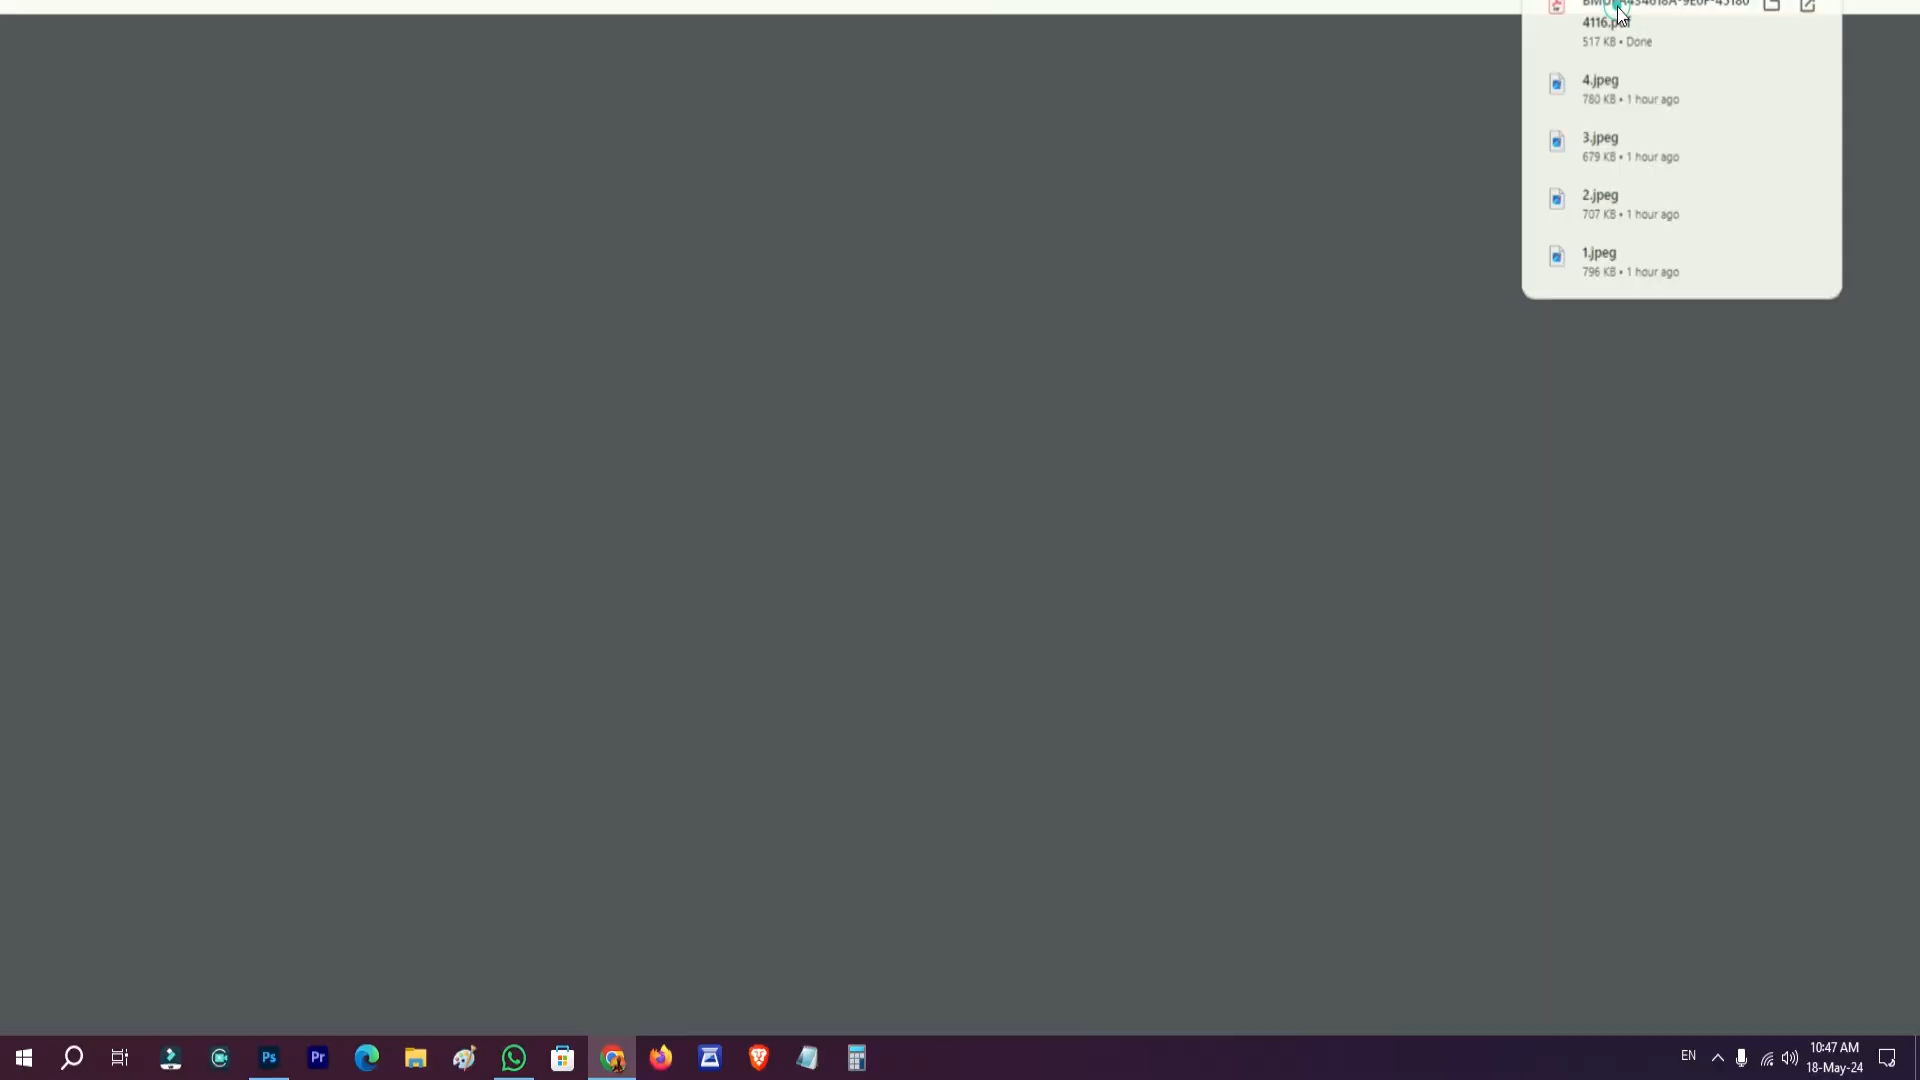 4116.pdf
517 KB • Done
4.jpeg
780 KB • 1 hour ago
3.jpeg
679 KB • 1 hour ago
2.jpeg
707 KB • 1 hour ago
1.jpeg
796 KB • 1 hour ago
Ps
Pr
EN
10:47 AM
18-May-24